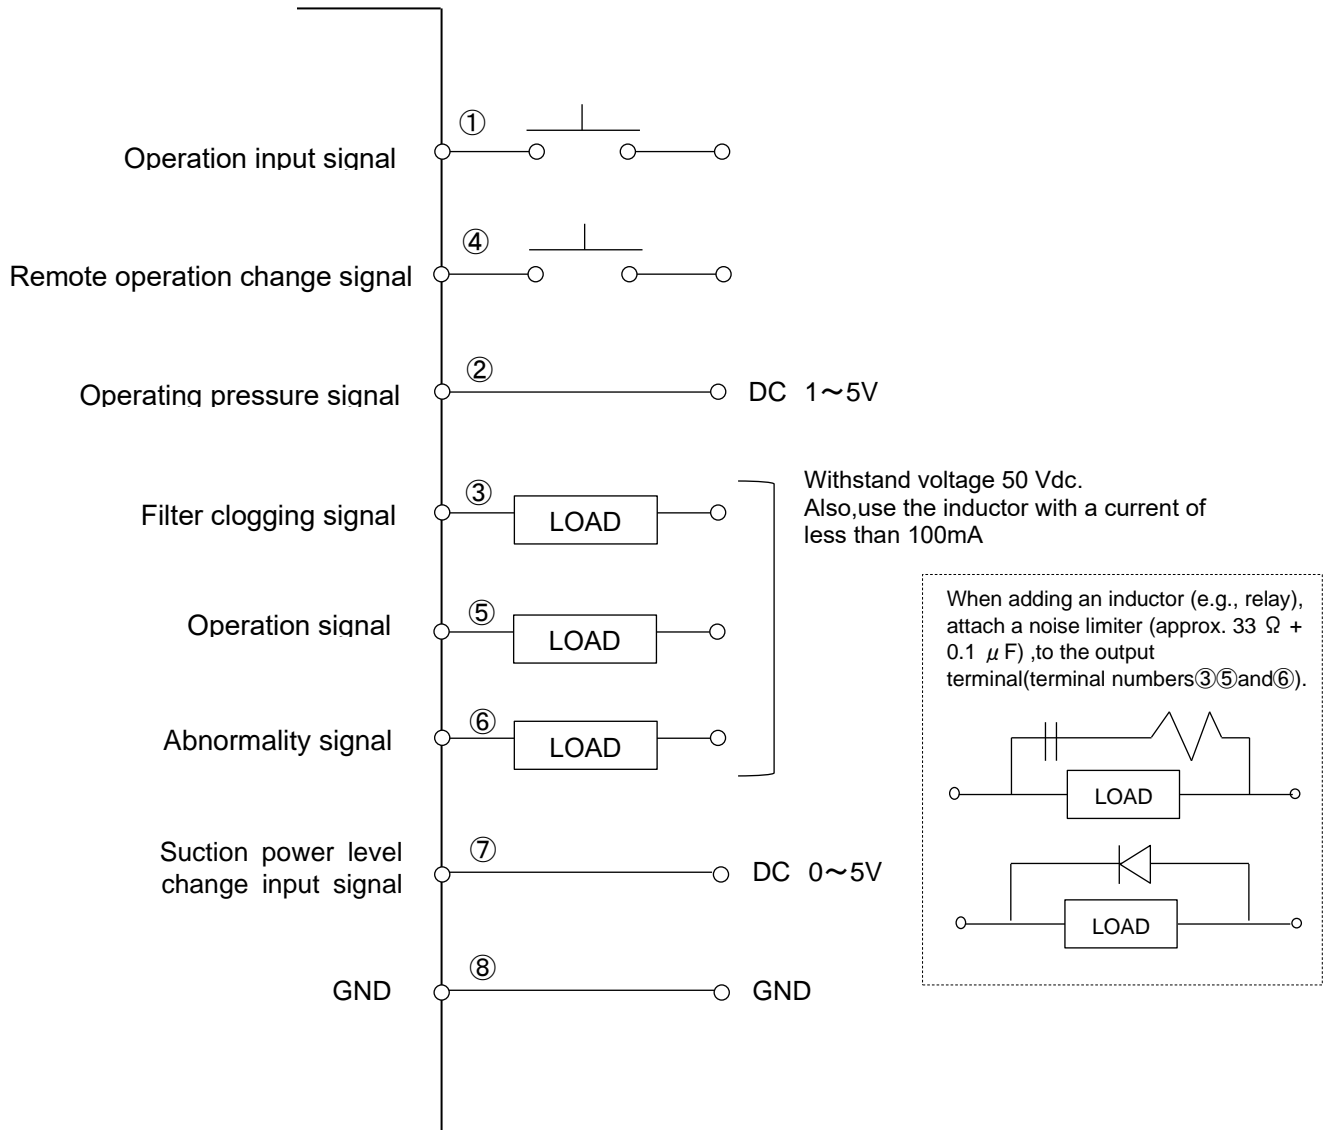 ①
Operation input signal
④
Remote operation change signal
②
Operating pressure signal
DC 1～5V
③
Filter clogging signal
LOAD
Withstand voltage 50 Vdc.
Also,use the inductor with a current of
less than 100mA
⑤
Operation signal
LOAD
⑥
Abnormality signal
LOAD
When adding an inductor (e.g., relay),
attach a noise limiter (approx. 33 Ω +
0.1 μF) ,to the output
terminal(terminal numbers③⑤and⑥).
LOAD
LOAD
⑦
Suction power level
change input signal
DC 0～5V
⑧
GND
GND